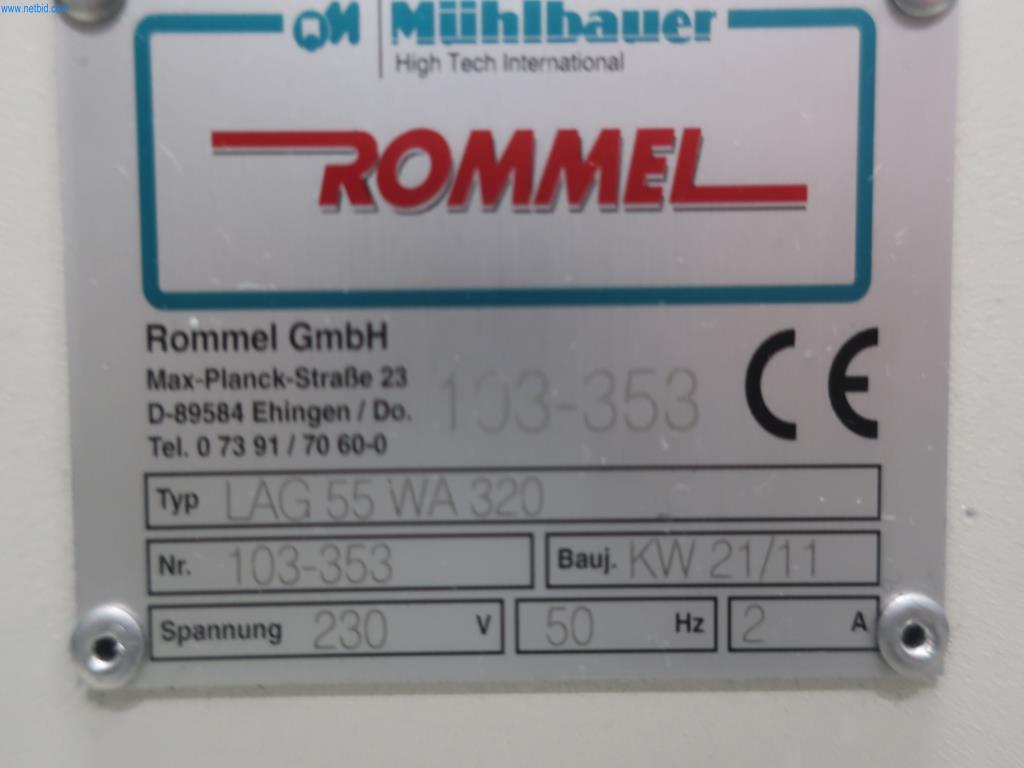 www.netbid.com
Mühlbauer
High Tech International
ROMMEL
Rommel GmbH
Max-Planck-Straße 23
D-89584 Ehingen / Do.
Tel. 0 73 91 / 70 60-0
103-353
CE
Typ LAG 55 WA 320
Nr. 103-353 Bauj. KW 21/11
Spannung 230 V 50 Hz 2 A